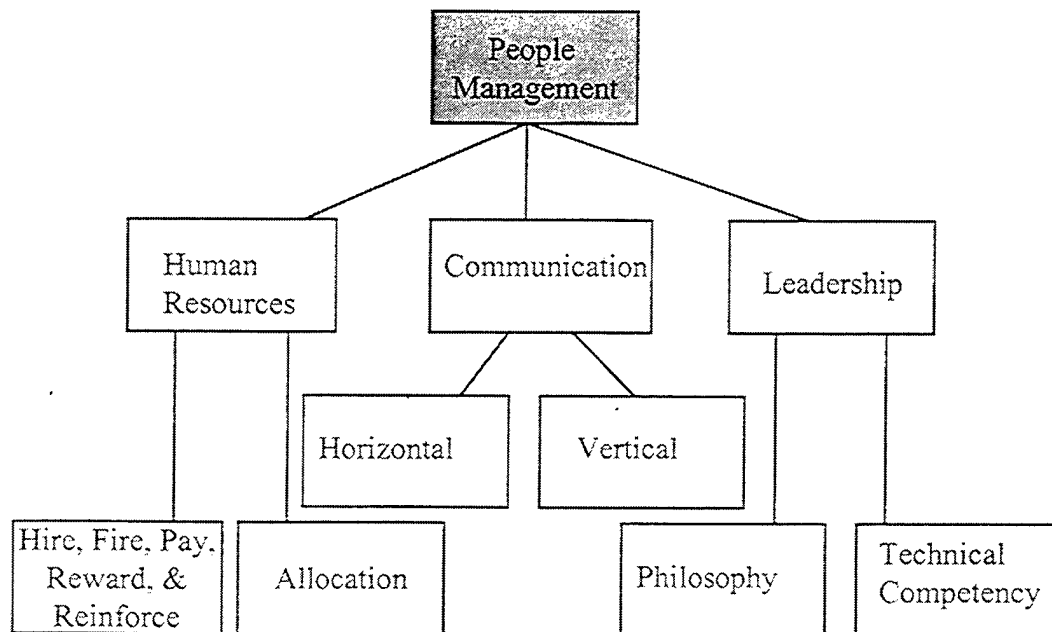 People
Management
Human
Resources
Communication
Leadership
Horizontal
Vertical
Hire, Fire, Pay,
Reward, &
Reinforce
Allocation
Philosophy
Technical
Competency